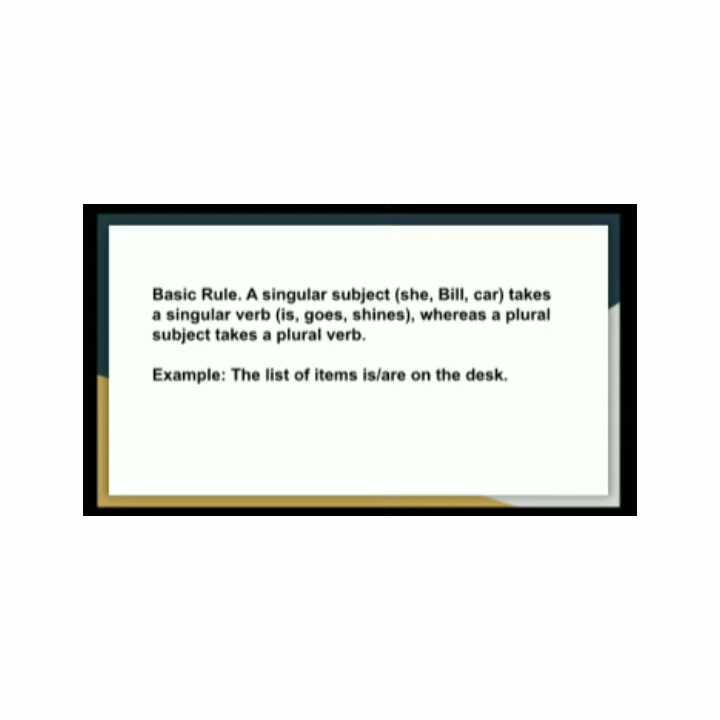 Basic Rule. A singular subject (she, Bill, car) takes
a singular verb (is, goes, shines), whereas a plural
subject takes a plural verb.
Example: The list of items is/are on the desk.